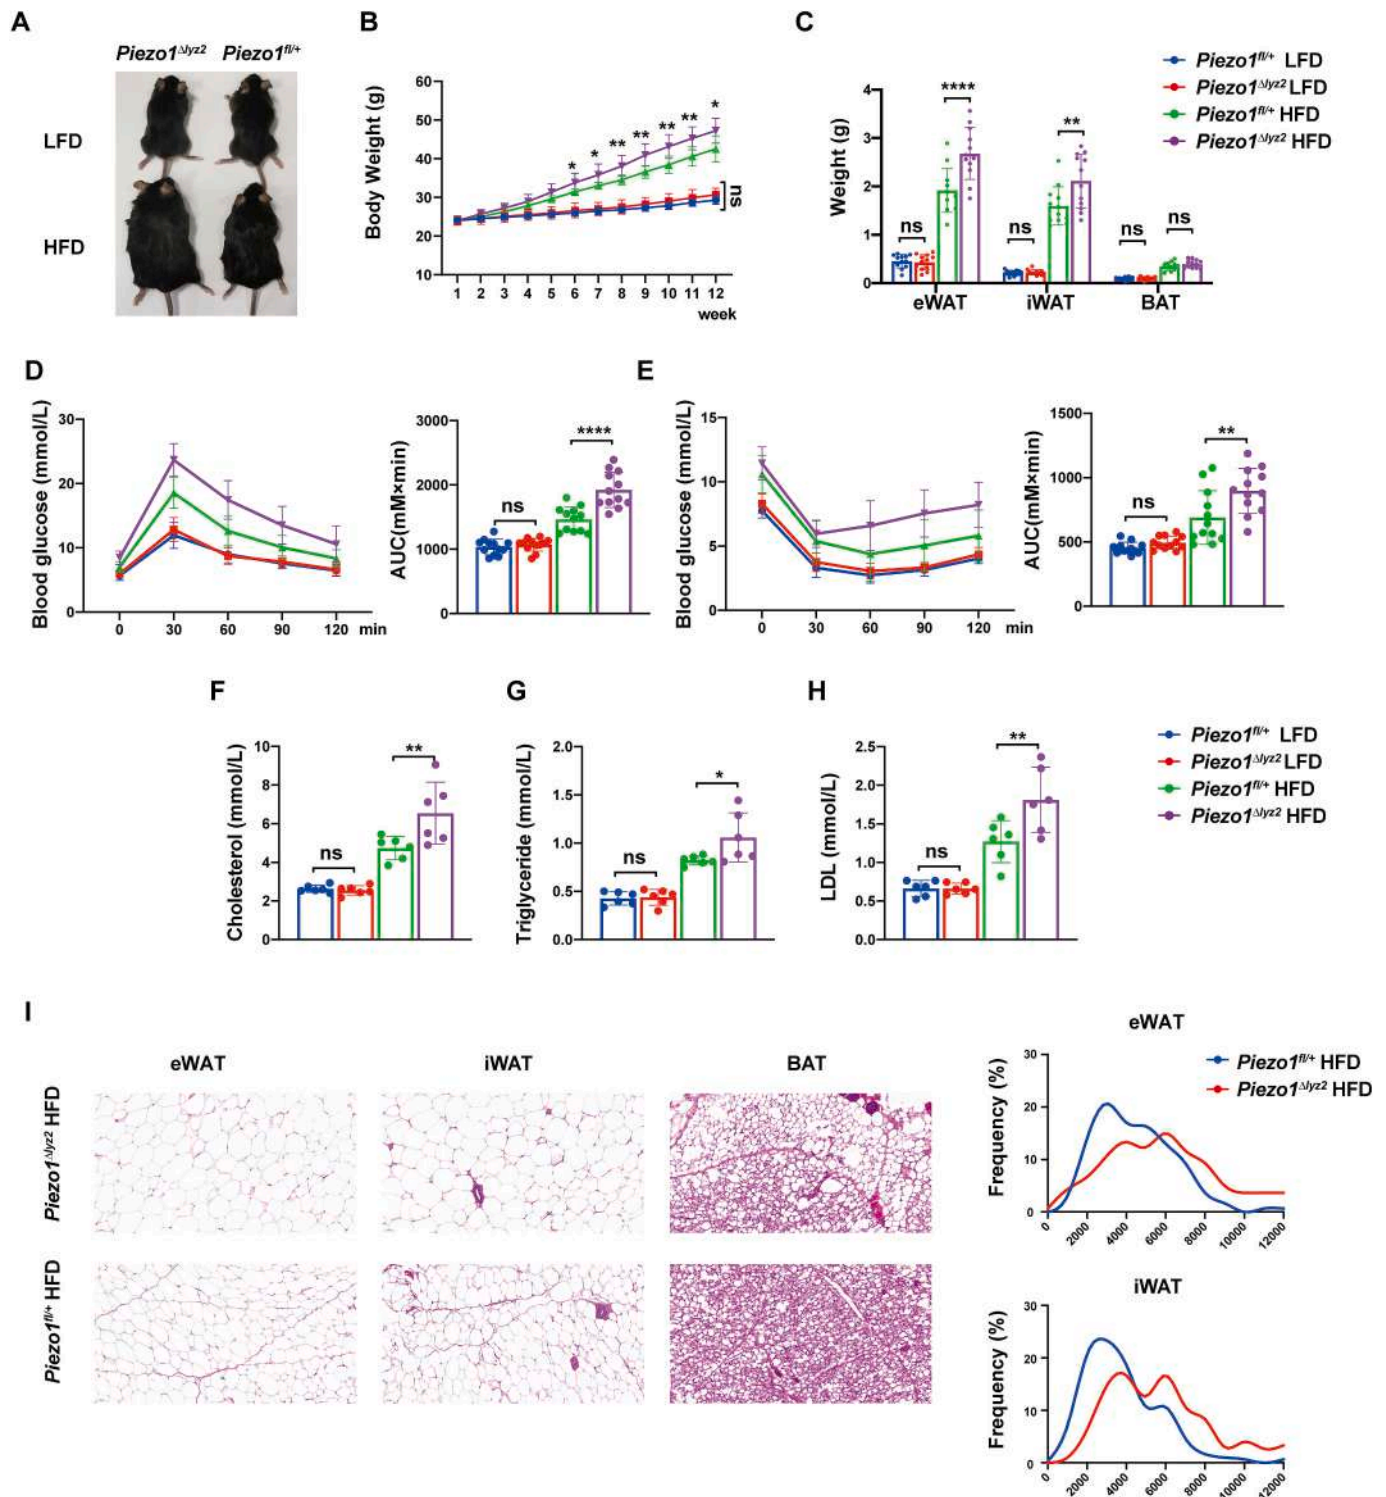 A
Piezo1Δlyz2 Piezo1fl/+
LFD
HFD
B
Body Weight (g)
60
50
40
30
20
10
* * ** ** ** ** *
ns
1 2 3 4 5 6 7 8 9 10 11 12
week
C
Weight (g)
4
3
2
1
0
ns **** ns ** ns ns
eWAT iWAT BAT
Piezo1fl/+ LFD
Piezo1Δlyz2 LFD
Piezo1fl/+ HFD
Piezo1Δlyz2 HFD
D
Blood glucose (mmol/L)
30
20
10
0
0 30 60 90 120 min
AUC(mM×min)
3000
2000
1000
0
ns ****
E
Blood glucose (mmol/L)
15
10
5
0
0 30 60 90 120 min
AUC(mM×min)
1500
1000
500
0
ns **
F
Cholesterol (mmol/L)
10
8
6
4
2
0
ns **
G
Triglyceride (mmol/L)
2.0
1.5
1.0
0.5
0.0
ns *
H
LDL (mmol/L)
2.5
2.0
1.5
1.0
0.5
0.0
ns **
Piezo1fl/+ LFD
Piezo1Δlyz2 LFD
Piezo1fl/+ HFD
Piezo1Δlyz2 HFD
I
eWAT iWAT BAT
Piezo1Δlyz2 HFD
Piezo1fl/+ HFD
eWAT
Frequency (%)
30
20
10
0
0 2000 4000 6000 8000 10000 12000
Piezo1fl/+ HFD
Piezo1Δlyz2 HFD
iWAT
Frequency (%)
30
20
10
0
0 2000 4000 6000 8000 10000 12000